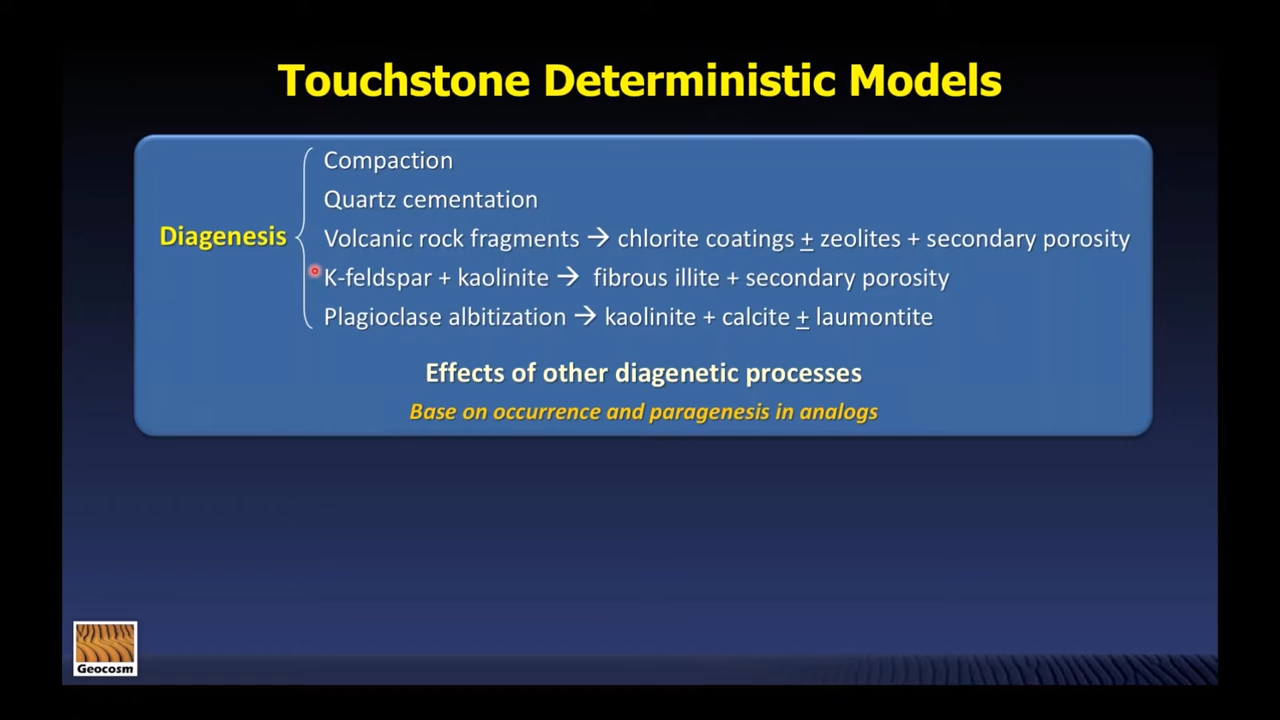 Touchstone Deterministic Models
Compaction
Quartz cementation
Diagenesis
Volcanic rock fragments → chlorite coatings ± zeolites + secondary porosity
K-feldspar + kaolinite → fibrous illite + secondary porosity
Plagioclase albitization → kaolinite + calcite ± laumontite
Effects of other diagenetic processes
Base on occurrence and paragenesis in analogs
Geocosm